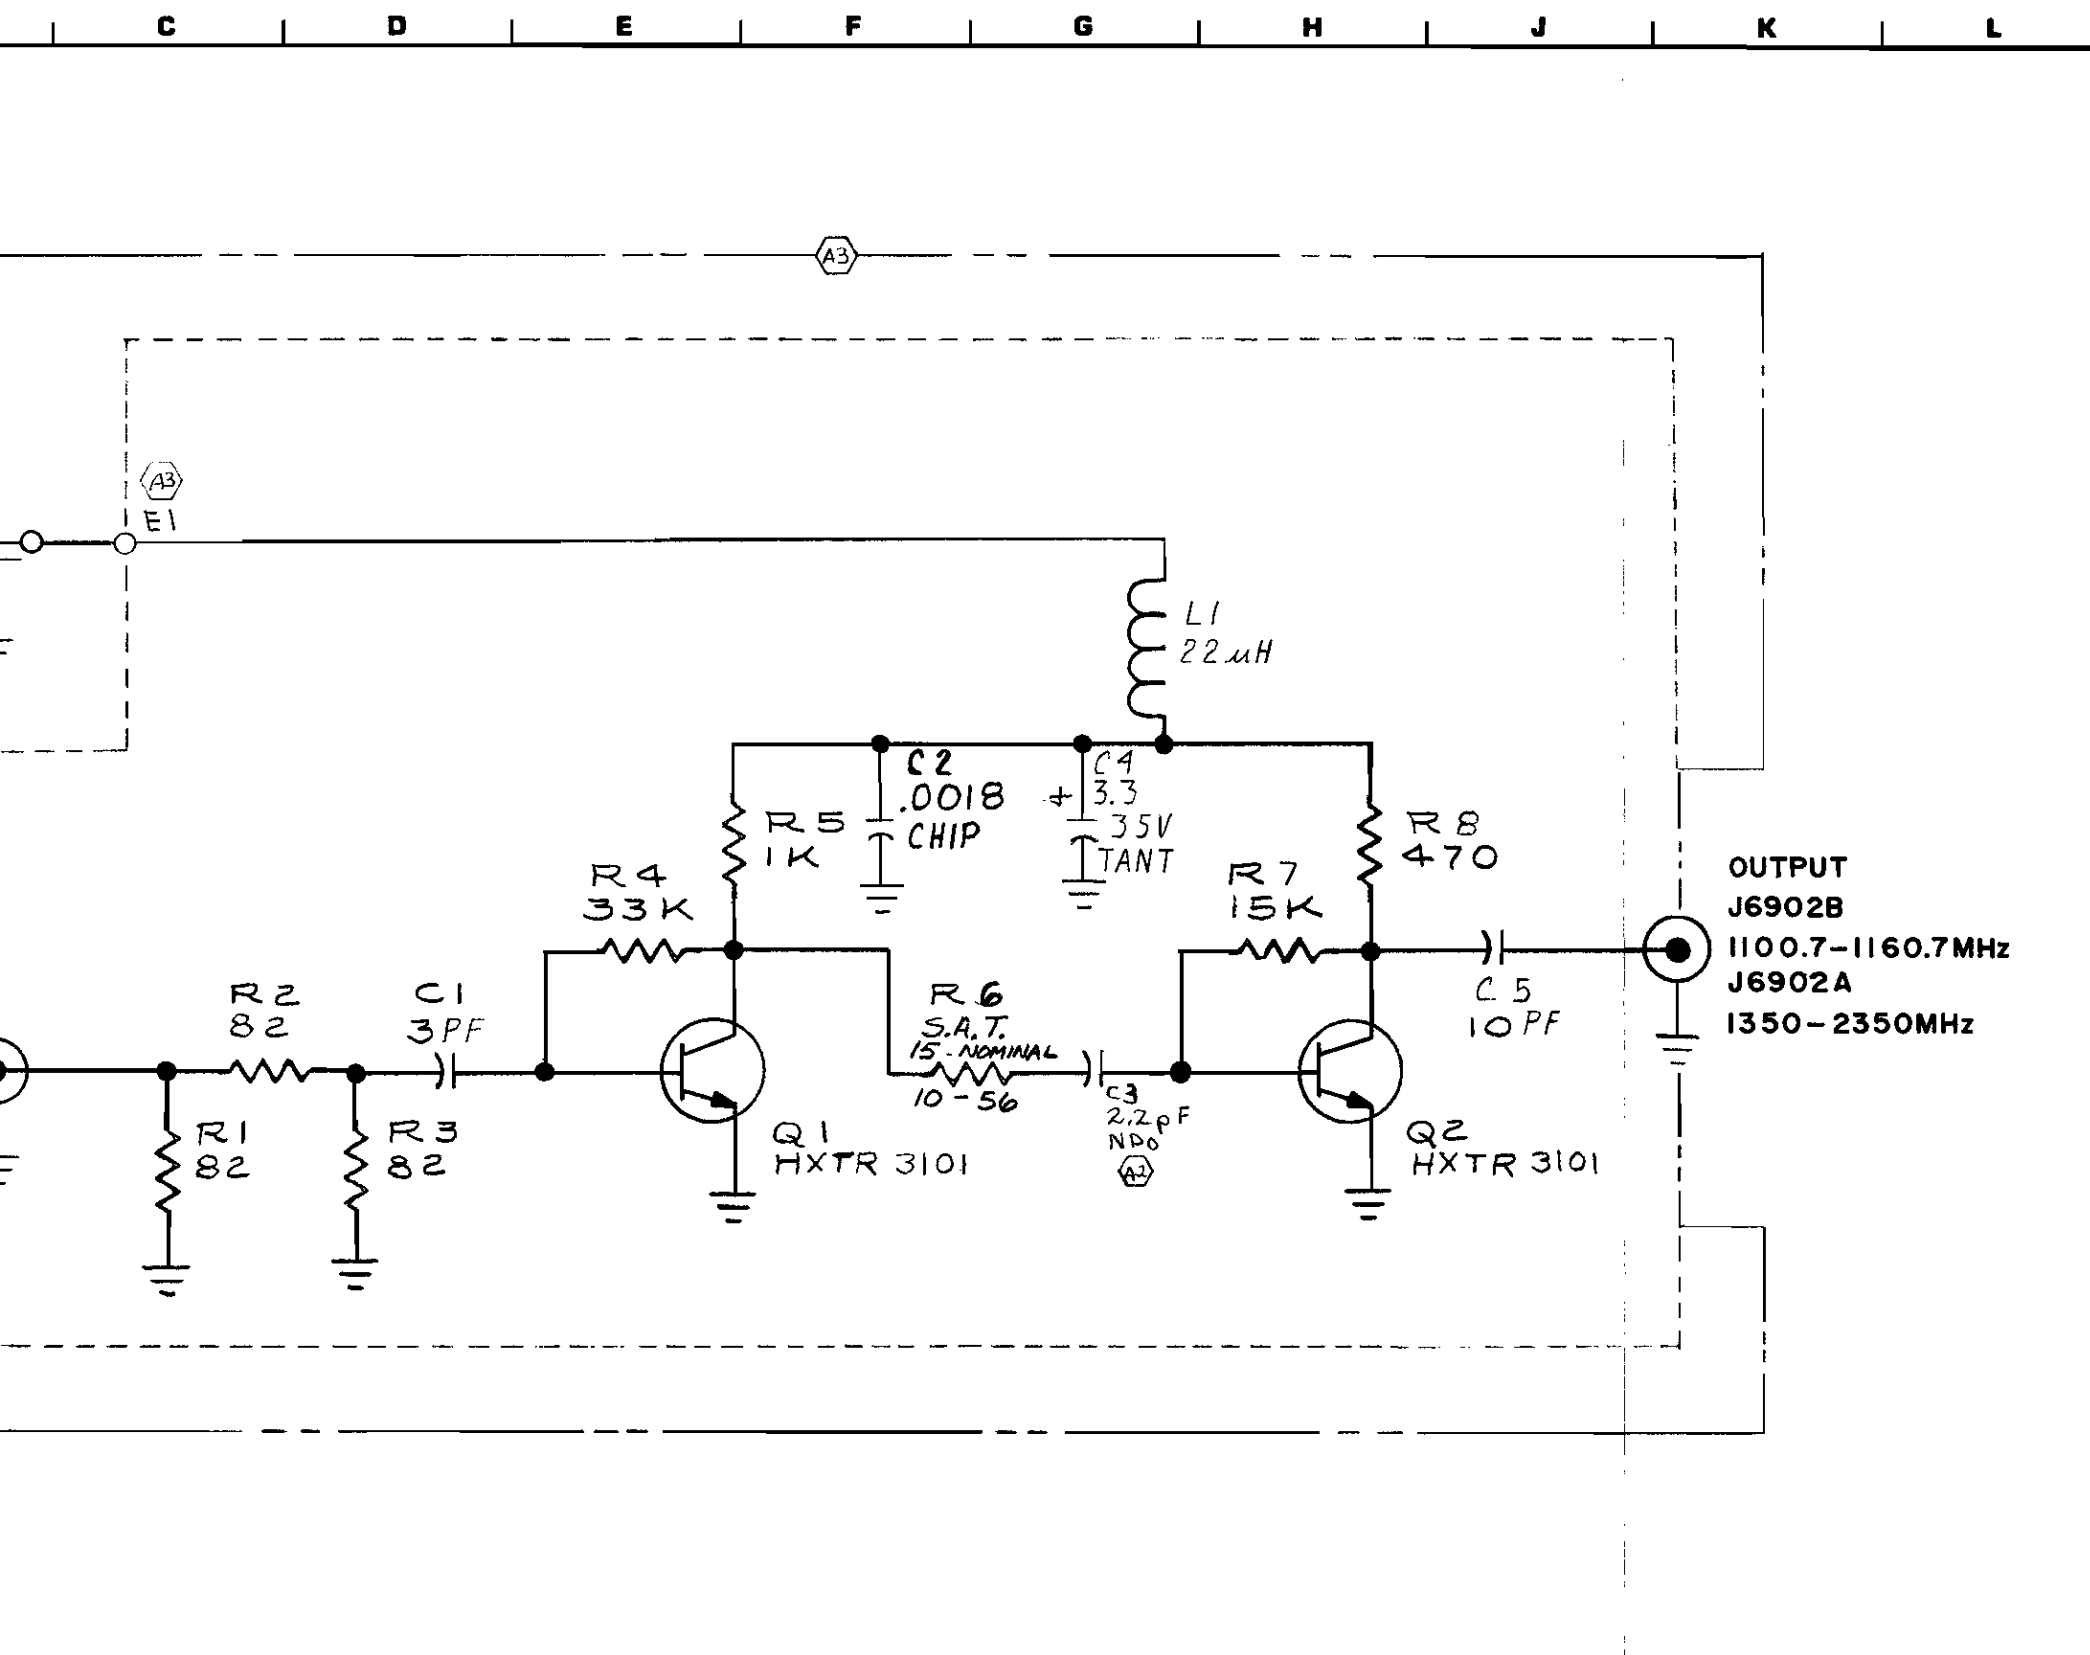 C D E F G H J K L
A3
A3
E1
L1
22µH
C2
.0018
CHIP
C4
+ 3.3
35V
TANT
R5
1K
R8
470
R4
33K
R7
15K
OUTPUT
J6902B
1100.7-1160.7MHz
J6902A
1350-2350MHz
R2
82
C1
3PF
R6
S.A.T.
15-NOMINAL
10-56
C5
10PF
C3
2.2pF
NPO
A2
R1
82
R3
82
Q1
HXTR 3101
Q2
HXTR 3101